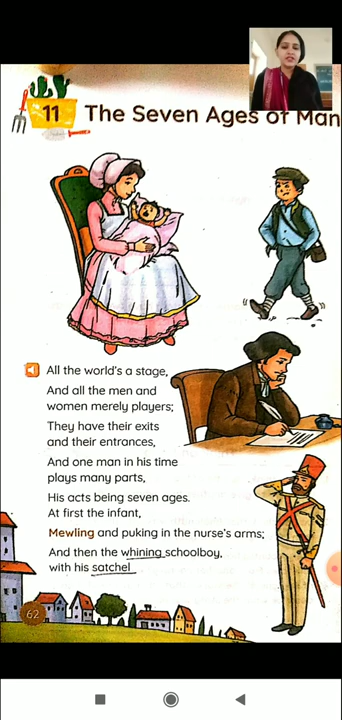 11 The Seven Ages of Man
All the world's a stage,
And all the men and
women merely players;
They have their exits
and their entrances,
And one man in his time
plays many parts,
His acts being seven ages.
At first the infant,
Mewling and puking in the nurse's arms;
And then the whining schoolboy,
with his satchel
62